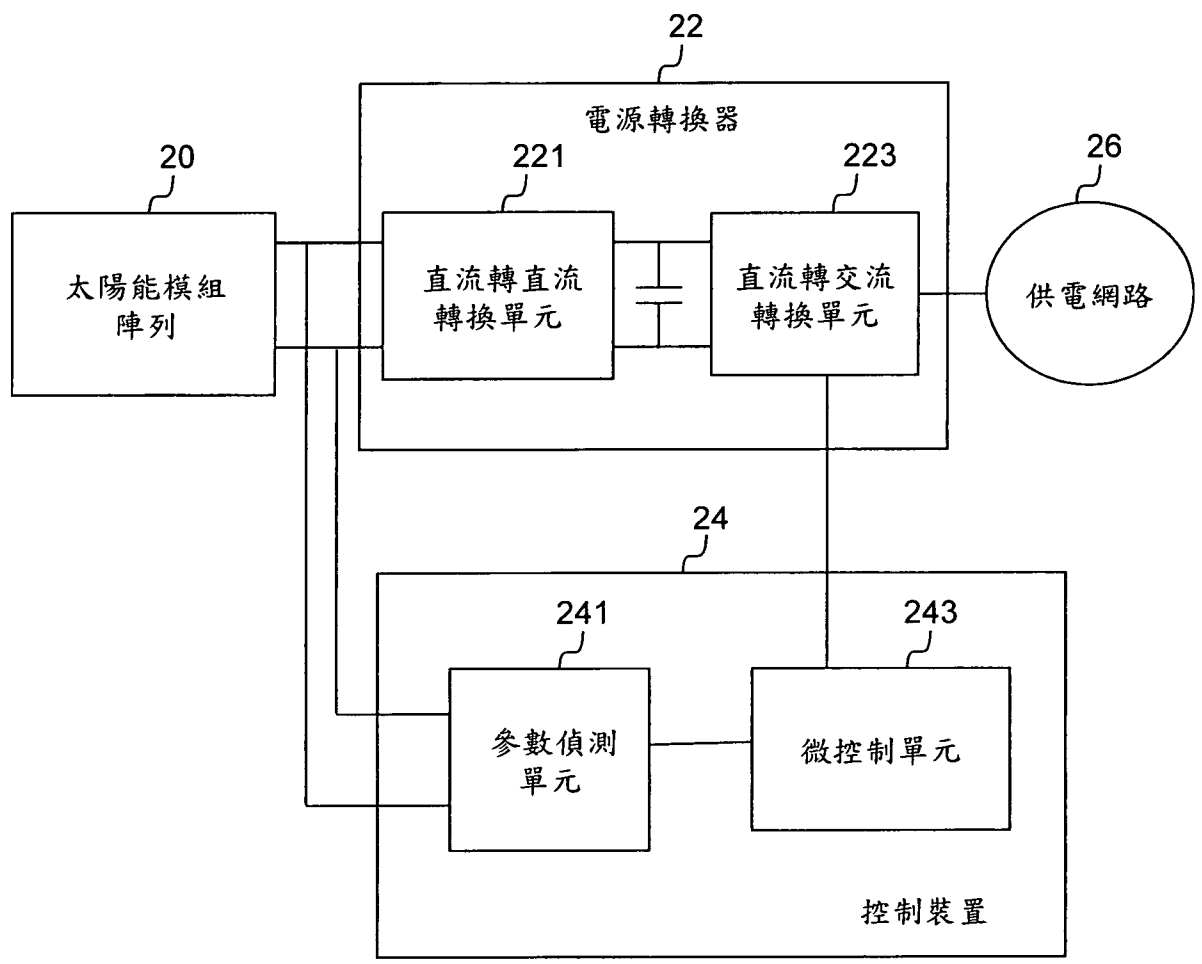 22
電源轉換器
20
221
223
26
太陽能模組
陣列
直流轉直流
轉換單元
直流轉交流
轉換單元
供電網路
24
241
243
參數偵測
單元
微控制單元
控制裝置